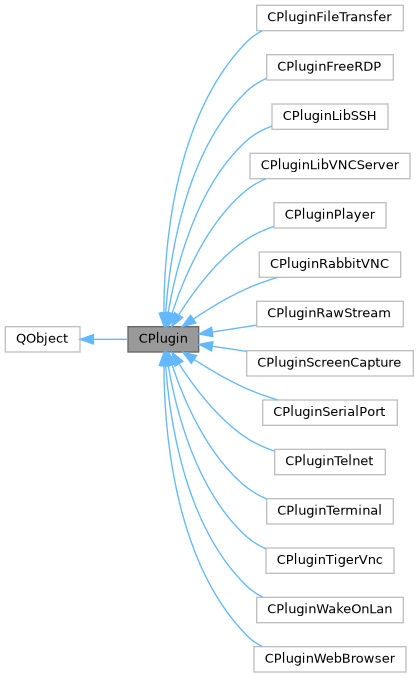 CPluginFileTransfer
CPluginFreeRDP
CPluginLibSSH
CPluginLibVNCServer
CPluginPlayer
CPluginRabbitVNC
CPluginRawStream
QObject
CPlugin
CPluginScreenCapture
CPluginSerialPort
CPluginTelnet
CPluginTerminal
CPluginTigerVnc
CPluginWakeOnLan
CPluginWebBrowser